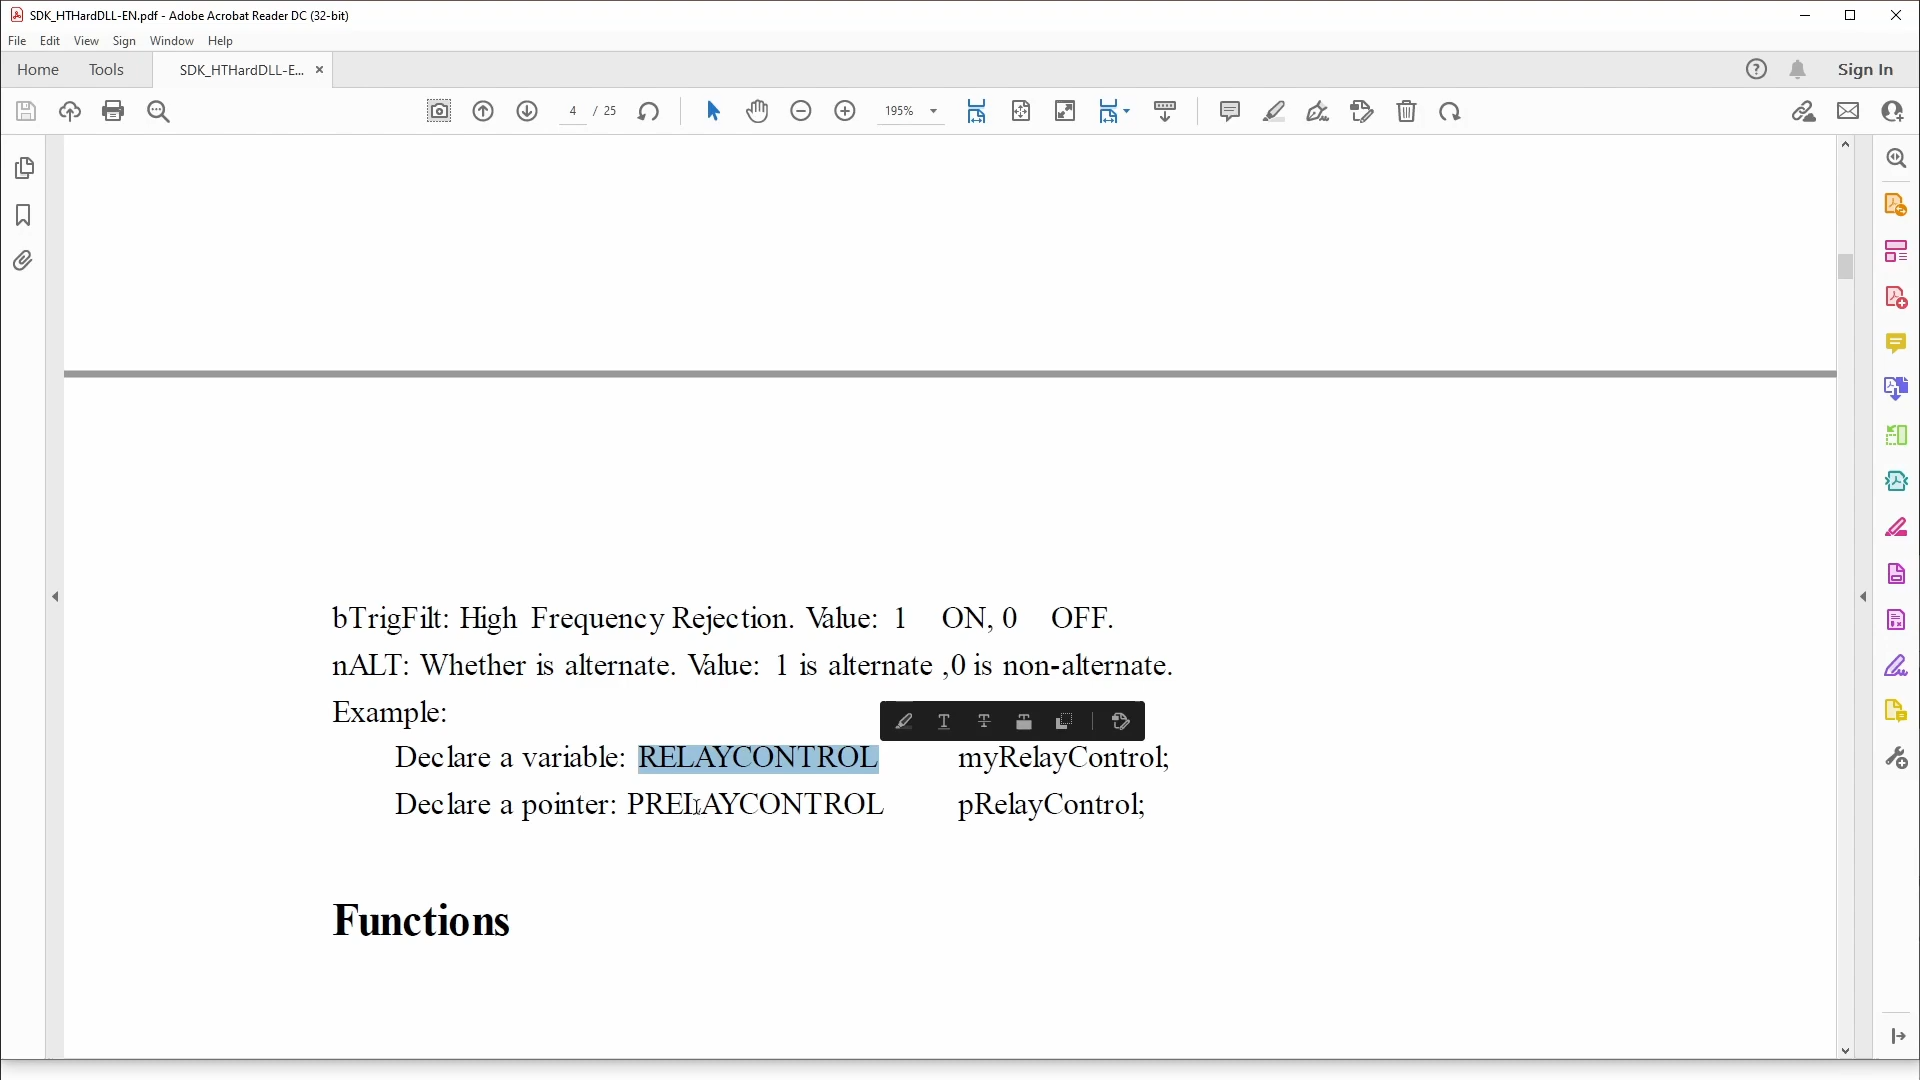 SDK_HTHardDLL-EN.pdf - Adobe Acrobat Reader DC (32-bit)
File Edit View Sign Window Help
Home Tools SDK_HTHardDLL-E... × Sign In
4 / 25 195%
bTrigFilt: High Frequency Rejection. Value: 1 ON, 0 OFF.
nALT: Whether is alternate. Value: 1 is alternate ,0 is non-alternate.
Example:
Declare a variable: RELAYCONTROL myRelayControl;
Declare a pointer: PRELAYCONTROL pRelayControl;
Functions